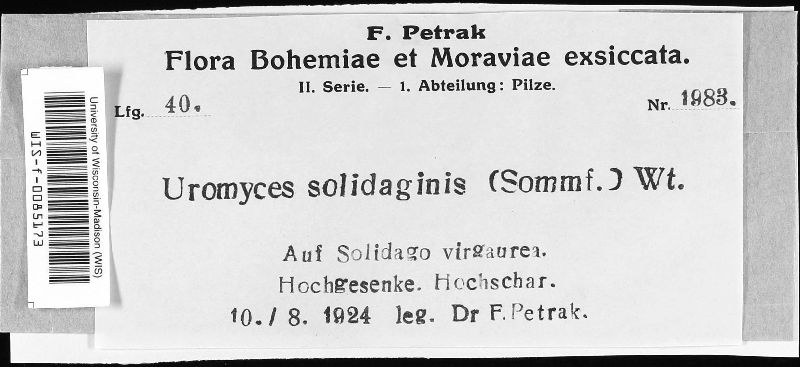 F. Petrak
Flora Bohemiae et Moraviae exsiccata.
II. Serie. — 1. Abteilung: Pilze.
Lfg. 40.
Nr. 1983.
Uromyces solidaginis (Sommf.) Wt.
Auf Solidago virgaurea.
Hochgesenke. Hochschar.
10./ 8. 1924 leg. Dr F. Petrak.
University of Wisconsin-Madison (WIS)
WIS-f-0085173